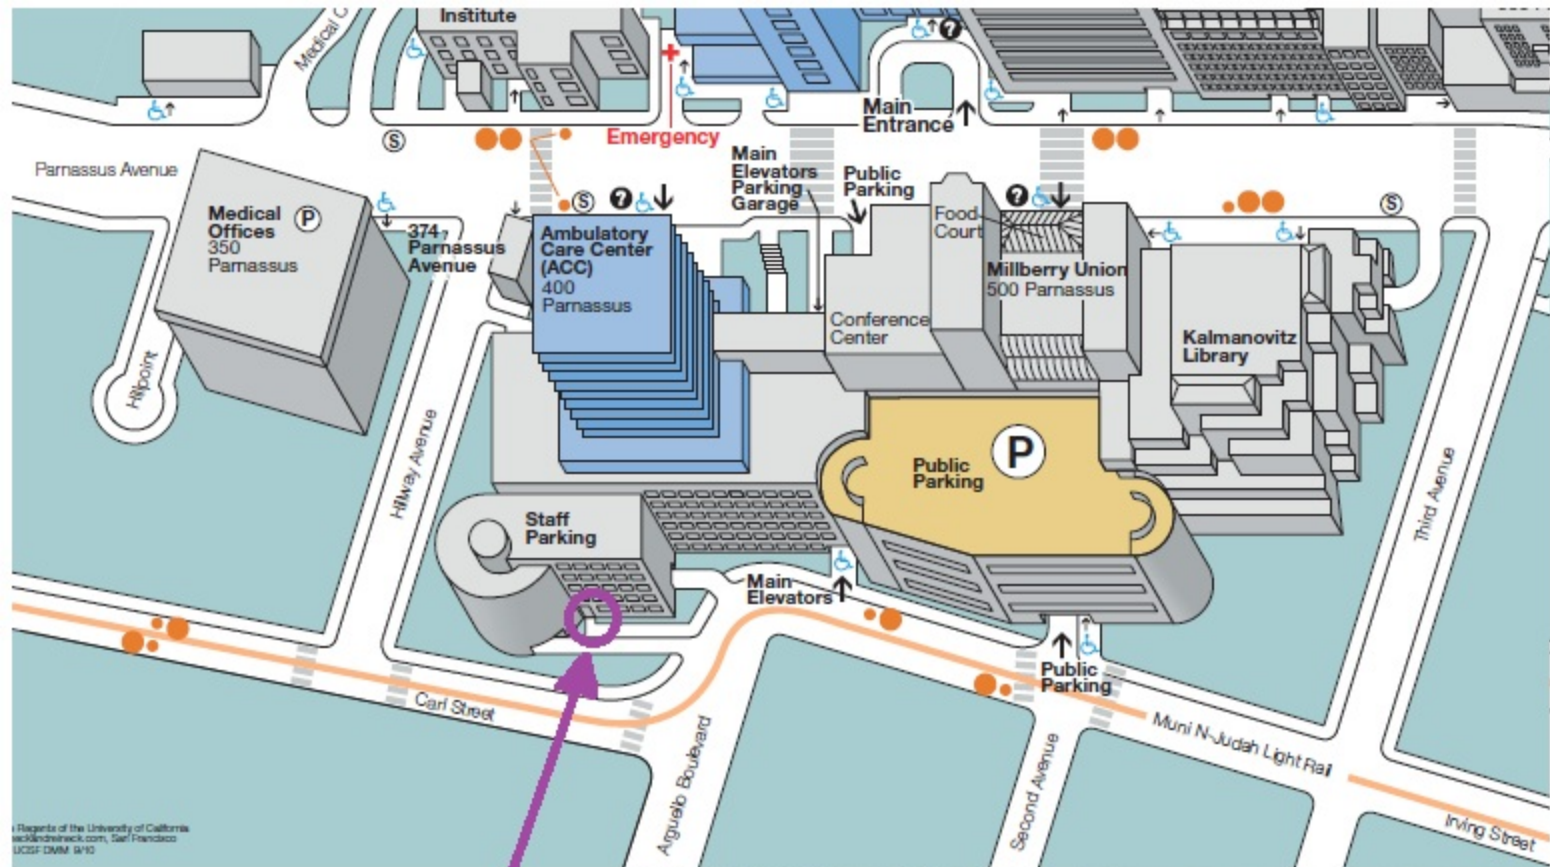 Institute
Medical C
Emergency
Main
Entrance
Parnassus Avenue
Medical
Offices
350
Parnassus
P
S
S
S
?
?
?
374
Parnassus
Avenue
Ambulatory
Care Center
(ACC)
400
Parnassus
Main
Elevators
Parking
Garage
Public
Parking
Food
Court
Millberry Union
500 Parnassus
Conference
Center
Kalmanovitz
Library
Hillpoint
Hillway Avenue
Third Avenue
Public
Parking
P
Staff
Parking
Main
Elevators
Public
Parking
Carl Street
Arguello Boulevard
Second Avenue
Muni N-Judah Light Rail
Irving Street
Regents of the University of California
San Francisco
UCSF DMM 9/10